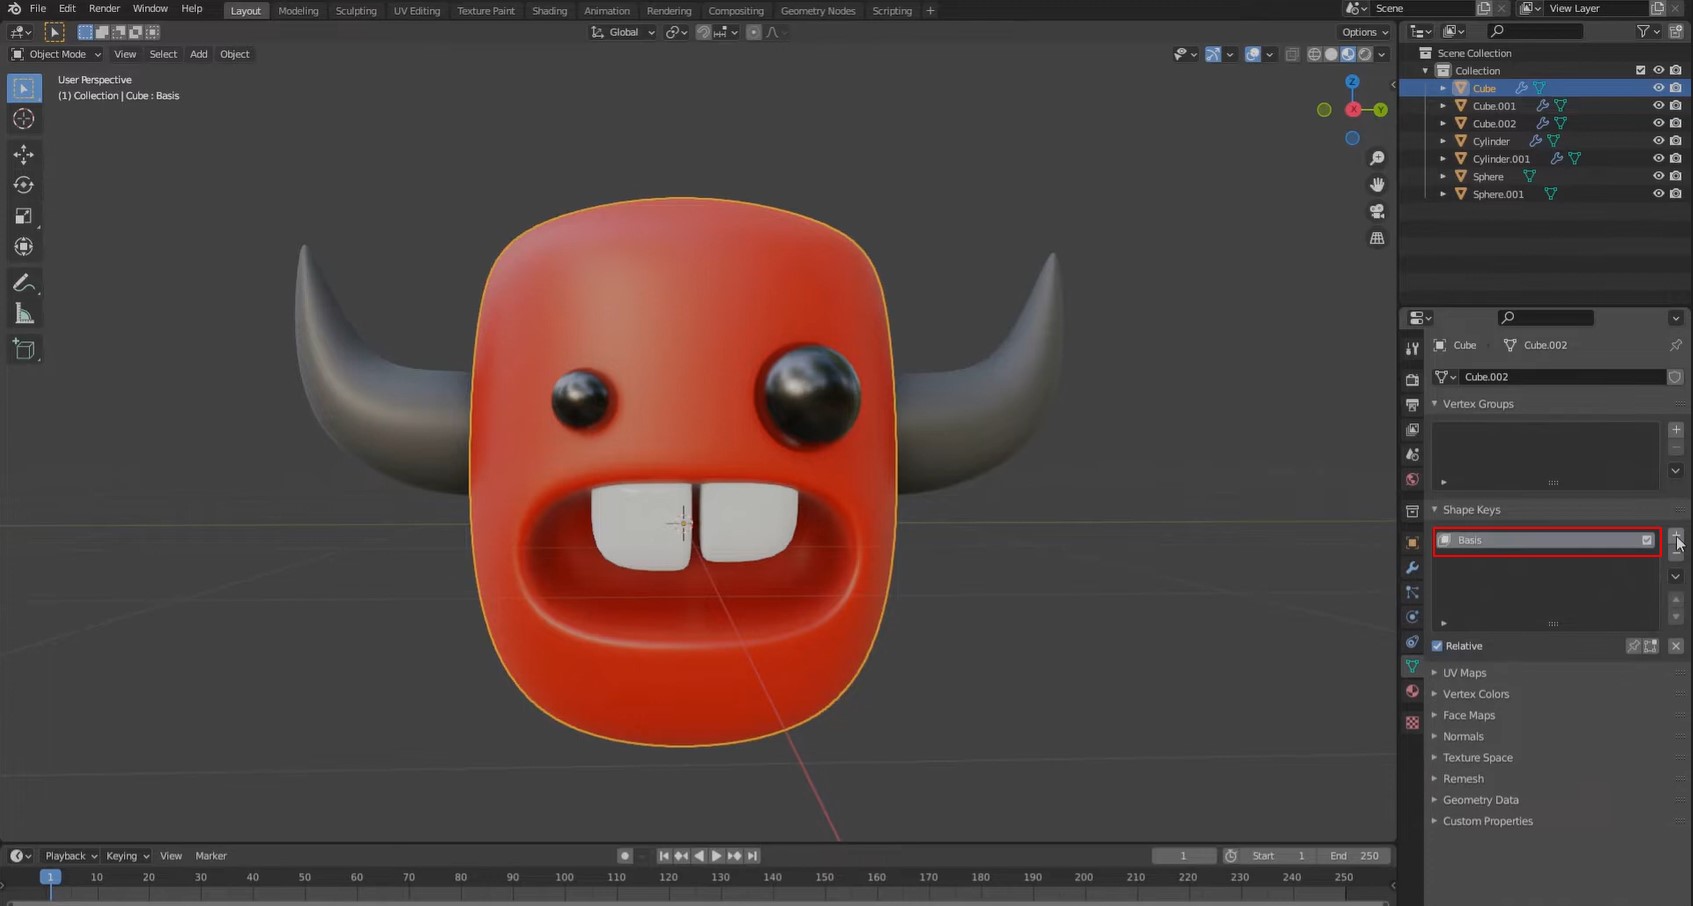 File Edit Render Window Help Layout Modeling Sculpting UV Editing Texture Paint Shading Animation Rendering Compositing Geometry Nodes Scripting + Scene View Layer
Global Options
Object Mode View Select Add Object
User Perspective
(1) Collection | Cube : Basis
Z
X
Y
Scene Collection
Collection
Cube
Cube.001
Cube.002
Cylinder
Cylinder.001
Sphere
Sphere.001
Cube Cube.002
Cube.002
Vertex Groups
Shape Keys
Basis
Relative
UV Maps
Vertex Colors
Face Maps
Normals
Texture Space
Remesh
Geometry Data
Custom Properties
Playback Keying View Marker 1 Start 1 End 250
1 10 20 30 40 50 60 70 80 90 100 110 120 130 140 150 160 170 180 190 200 210 220 230 240 250